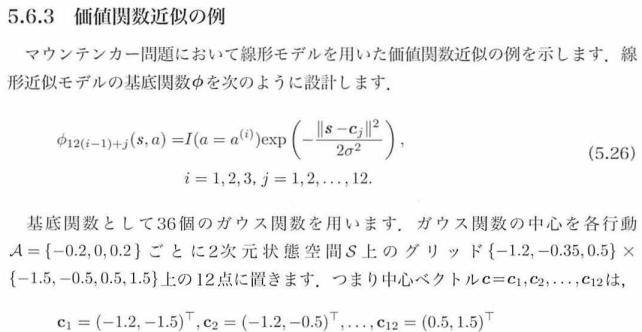 5.6.3 価値関数近似の例
マウンテンカー問題において線形モデルを用いた価値関数近似の例を示します．線
形近似モデルの基底関数ϕを次のように設計します．
ϕ₁₂₍ᵢ₋₁₎₊ⱼ(s, a) =I(a = a⁽ⁱ⁾)exp(−‖s −cⱼ‖²/2σ²),
(5.26)
i = 1, 2, 3, j = 1, 2, . . . , 12.
基底関数として36個のガウス関数を用います．ガウス関数の中心を各行動
𝒜={−0.2, 0, 0.2} ごとに2次元状態空間𝒮上のグリッド{−1.2, −0.35, 0.5} ×
{−1.5, −0.5, 0.5, 1.5}上の12点に置きます．つまり中心ベクトルc=c₁,c₂, . . . ,c₁₂は，
c₁ = (−1.2, −1.5)⊤, c₂ = (−1.2, −0.5)⊤, . . . , c₁₂ = (0.5, 1.5)⊤